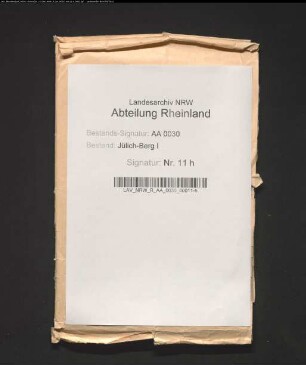 Landesarchiv NRW
Abteilung Rheinland
Bestands-Signatur: AA 0030
Bestand: Jülich-Berg I
Signatur: Nr. 11 h